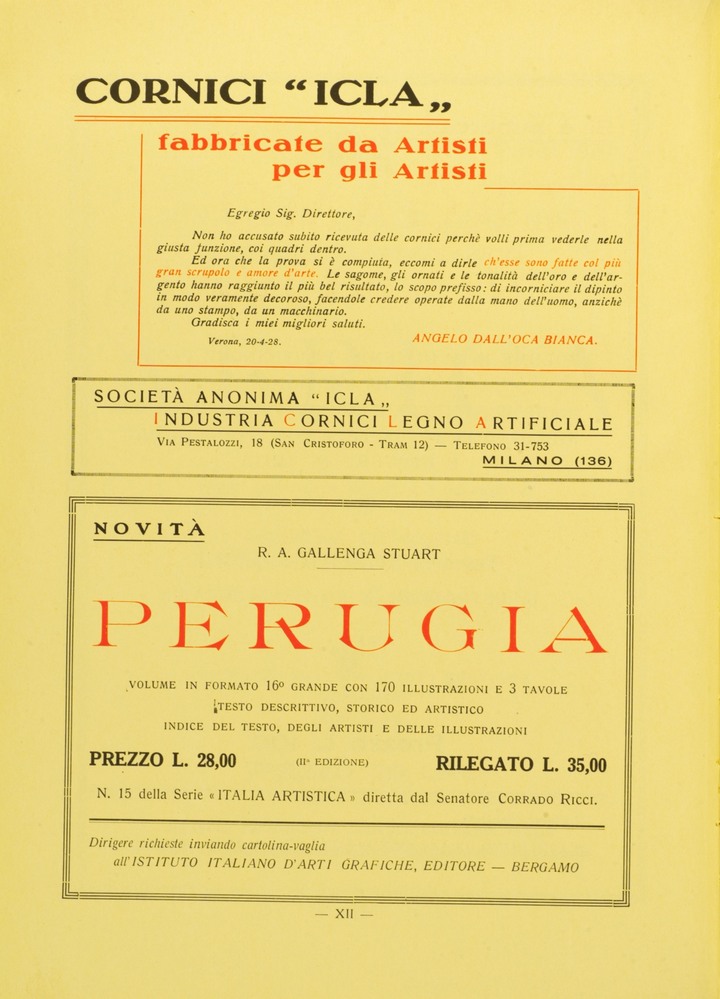 CORNICI “ICLA„
fabbricate da Artisti
per gli Artisti
Egregio Sig. Direttore,
Non ho accusato subito ricevuta delle cornici perchè volli prima vederle nella
giusta funzione, coi quadri dentro.
Ed ora che la prova si è compiuta, eccomi a dirle ch'esse sono fatte col più
gran scrupolo e amore d'arte. Le sagome, gli ornati e le tonalità dell'oro e dell'ar-
gento hanno raggiunto il più bel risultato, lo scopo prefisso: di incorniciare il dipinto
in modo veramente decoroso, facendole credere operate dalla mano dell'uomo, anzichè
da uno stampo, da un macchinario.
Gradisca i miei migliori saluti.
Verona, 20-4-28. ANGELO DALL'OCA BIANCA.
SOCIETÀ ANONIMA “ICLA„
INDUSTRIA CORNICI LEGNO ARTIFICIALE
VIA PESTALOZZI, 18 (SAN CRISTOFORO - TRAM 12) — TELEFONO 31-753
MILANO (136)
NOVITÀ
R. A. GALLENGA STUART
PERUGIA
VOLUME IN FORMATO 16º GRANDE CON 170 ILLUSTRAZIONI E 3 TAVOLE
TESTO DESCRITTIVO, STORICO ED ARTISTICO
INDICE DEL TESTO, DEGLI ARTISTI E DELLE ILLUSTRAZIONI
PREZZO L. 28,00 (IIª EDIZIONE) RILEGATO L. 35,00
N. 15 della Serie «ITALIA ARTISTICA» diretta dal Senatore CORRADO RICCI.
Dirigere richieste inviando cartolina-vaglia
all'ISTITUTO ITALIANO D'ARTI GRAFICHE, EDITORE — BERGAMO
— XII —